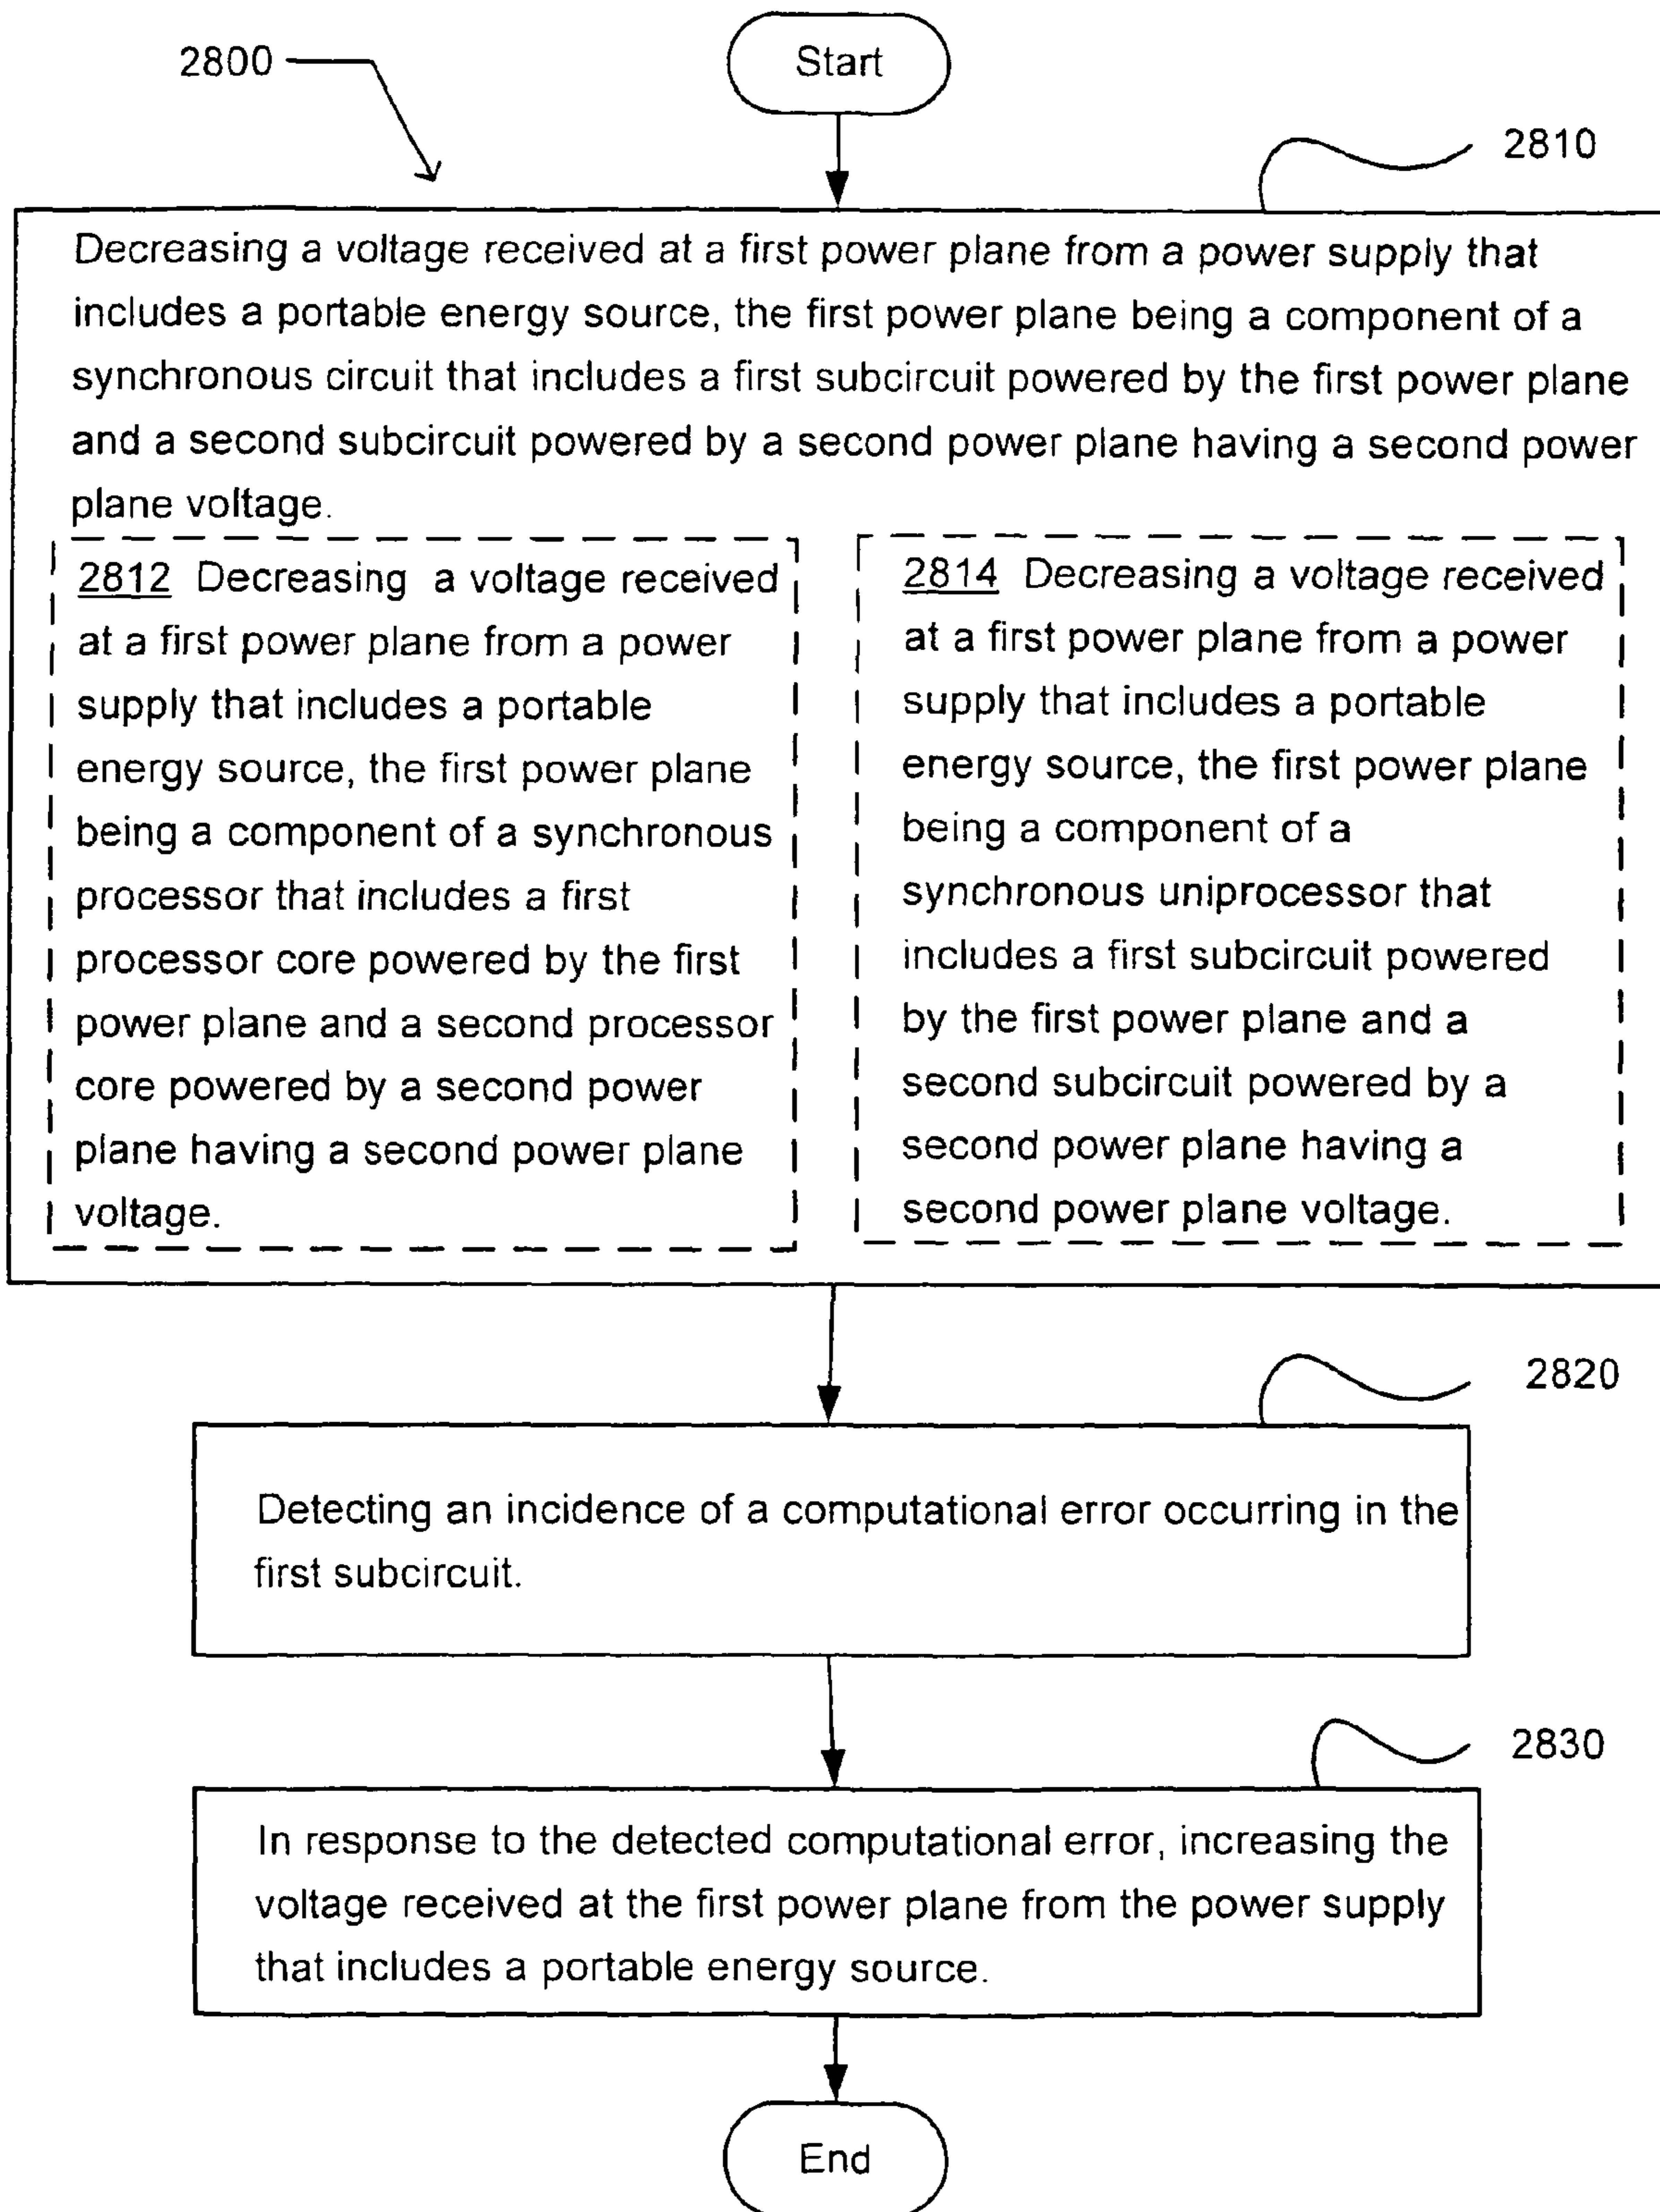 2800
Start
2810
Decreasing a voltage received at a first power plane from a power supply that
includes a portable energy source, the first power plane being a component of a
synchronous circuit that includes a first subcircuit powered by the first power plane
and a second subcircuit powered by a second power plane having a second power
plane voltage.
2812 Decreasing a voltage received
at a first power plane from a power
supply that includes a portable
energy source, the first power plane
being a component of a synchronous
processor that includes a first
processor core powered by the first
power plane and a second processor
core powered by a second power
plane having a second power plane
voltage.
2814 Decreasing a voltage received
at a first power plane from a power
supply that includes a portable
energy source, the first power plane
being a component of a
synchronous uniprocessor that
includes a first subcircuit powered
by the first power plane and a
second subcircuit powered by a
second power plane having a
second power plane voltage.
2820
Detecting an incidence of a computational error occurring in the
first subcircuit.
2830
In response to the detected computational error, increasing the
voltage received at the first power plane from the power supply
that includes a portable energy source.
End